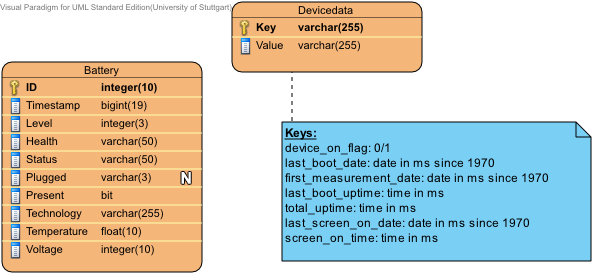 Visual Paradigm for UML Standard Edition(University of Stuttgart)
Devicedata
Key varchar(255)
Value varchar(255)
Battery
ID integer(10)
Timestamp bigint(19)
Level integer(3)
Health varchar(50)
Status varchar(50)
Plugged varchar(3) N
Present bit
Technology varchar(255)
Temperature float(10)
Voltage integer(10)
Keys:
device_on_flag: 0/1
last_boot_date: date in ms since 1970
first_measurement_date: date in ms since 1970
last_boot_uptime: time in ms
total_uptime: time in ms
last_screen_on_date: date in ms since 1970
screen_on_time: time in ms